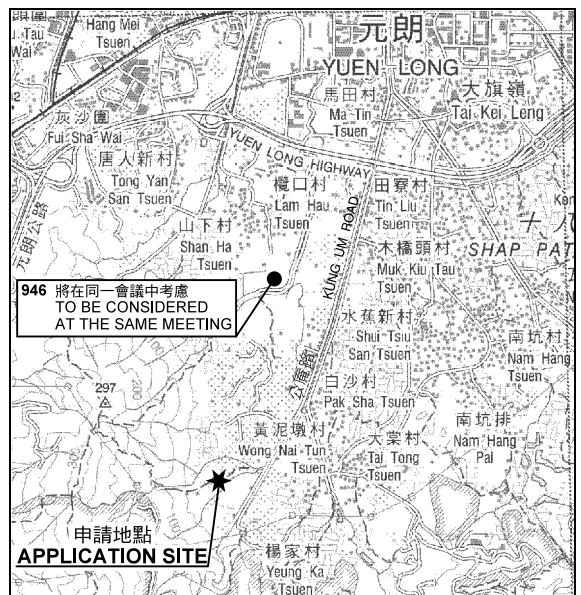 Hang Mei
Tsuen
元朗
YUEN LONG
Tau
Wai
馬田村
Ma Tin
Tsuen
大旗嶺
Tai Kei Leng
灰沙圍
Fui Sha Wai
YUEN LONG HIGHWAY
唐人新村
Tong Yan
San Tsuen
欖口村
Lam Hau
Tsuen
田寮村
Tin Liu
Tsuen
KUNG UM ROAD
元朗公路
山下村
Shan Ha
Tsuen
十八
SHAP PAT
木橋頭村
Muk Kiu Tau
Tsuen
946 將在同一會議中考慮
TO BE CONSIDERED
AT THE SAME MEETING
水蕉新村
Shui Tsiu
San Tsuen
南坑村
Nam Hang
Tsuen
公庵路
白沙村
Pak Sha Tsuen
297
200
100
黃泥墩村
Wong Nai Tun
Tsuen
大棠村
Tai Tong
Tsuen
南坑排
Nam Hang
Pai
申請地點
APPLICATION SITE
楊家村
Yeung Ka
Tsuen